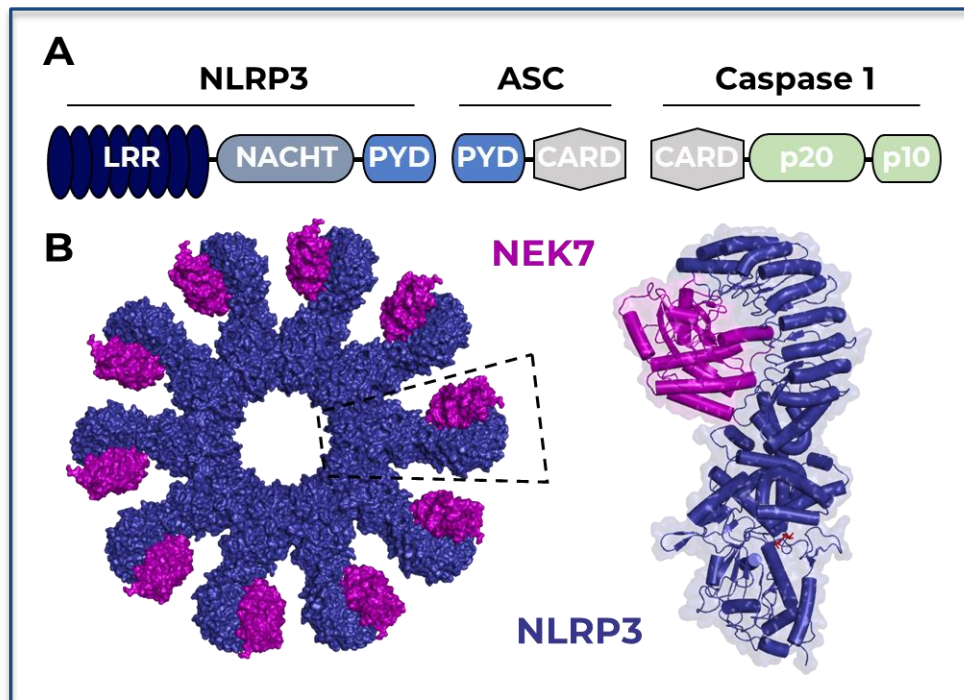 A
NLRP3 ASC Caspase 1
LRR NACHT PYD PYD CARD CARD p20 p10
B
NEK7
NLRP3